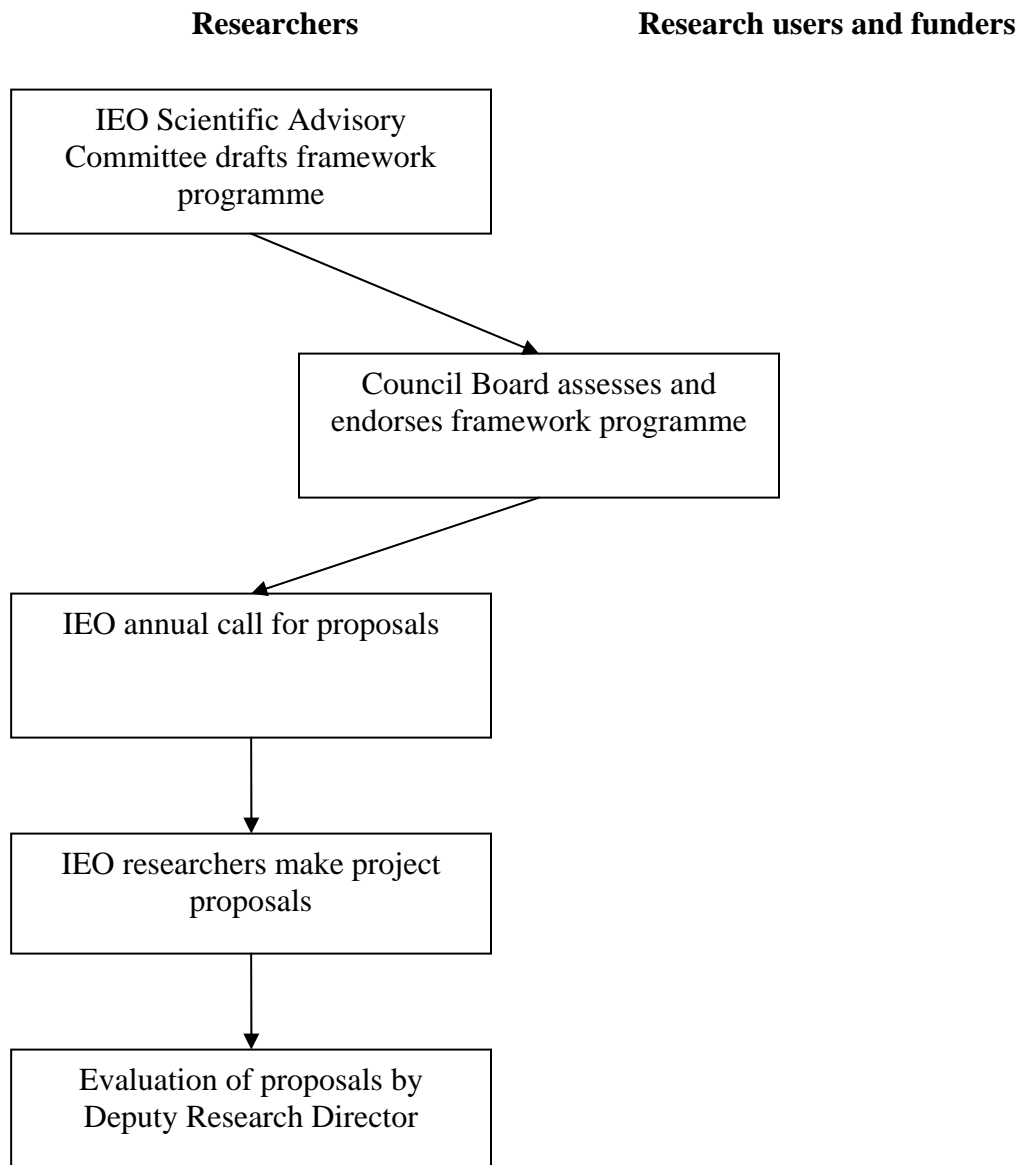 Researchers
Research users and funders
IEO Scientific Advisory
Committee drafts framework
programme
Council Board assesses and
endorses framework programme
IEO annual call for proposals
IEO researchers make project
proposals
Evaluation of proposals by
Deputy Research Director